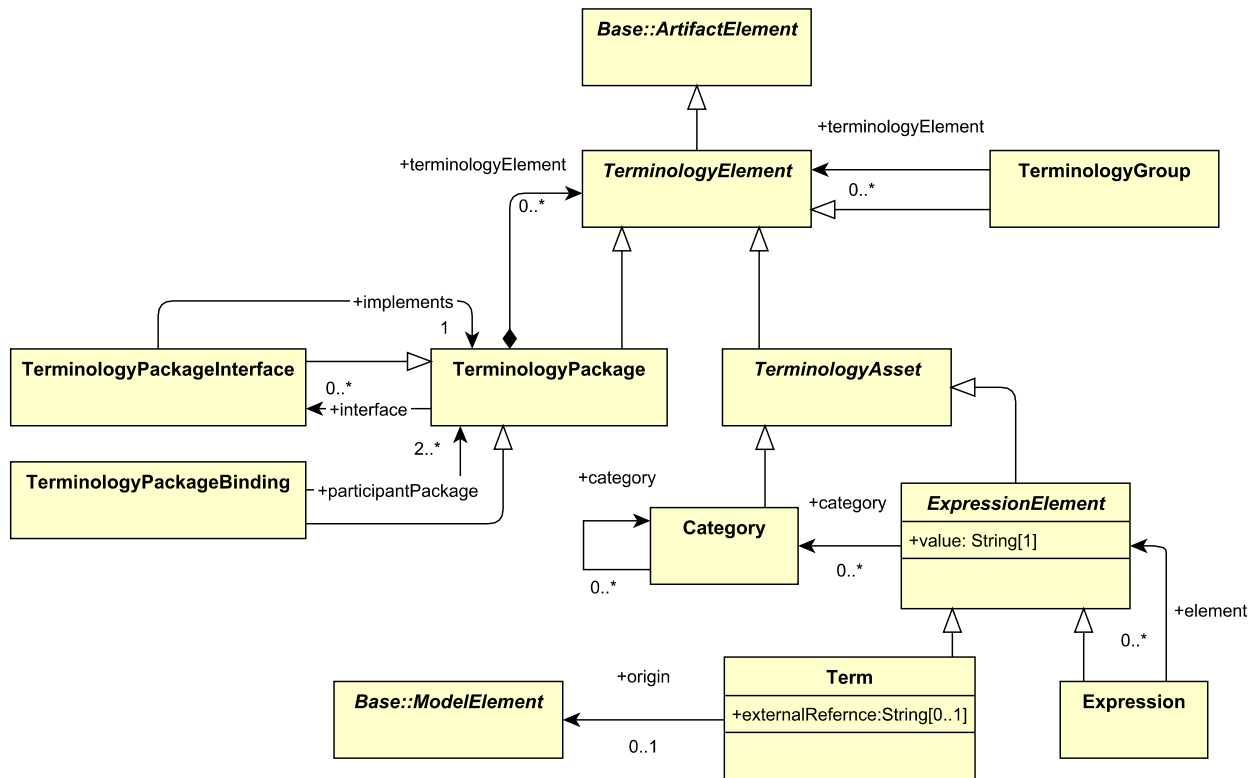 Base::ArtifactElement
+terminologyElement
+terminologyElement
TerminologyElement
TerminologyGroup
0..*
0..*
+implements
1
TerminologyPackageInterface
TerminologyPackage
TerminologyAsset
0..*
+interface
2..*
TerminologyPackageBinding
+participantPackage
+category
+category
ExpressionElement
Category
+value: String[1]
0..*
0..*
+element
0..*
+origin
Term
Base::ModelElement
+externalRefernce:String[0..1]
Expression
0..1